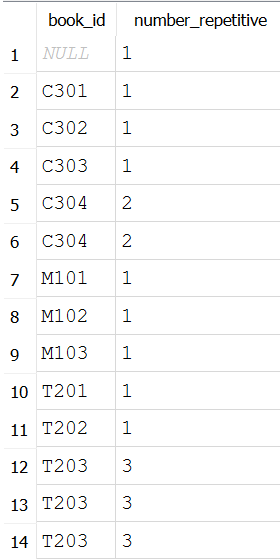 book_id number_repetitive
1 NULL 1
2 C301 1
3 C302 1
4 C303 1
5 C304 2
6 C304 2
7 M101 1
8 M102 1
9 M103 1
10 T201 1
11 T202 1
12 T203 3
13 T203 3
14 T203 3